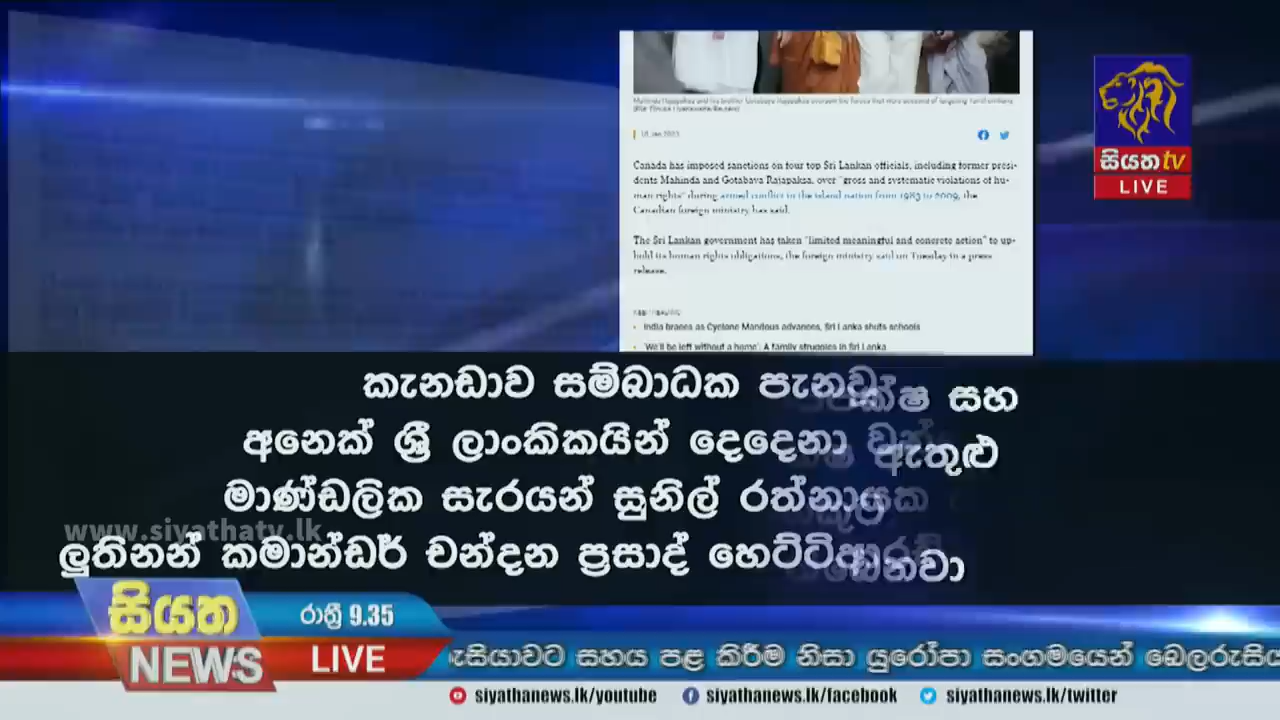 සියත tv
LIVE
10 Jan 2023
Canada has imposed sanctions on four top Sri Lankan officials, including former presi-
dents Mahinda and Gotabaya Rajapaksa, over "gross and systematic violations of hu-
man rights" during armed conflict in the island nation from 1983 to 2009, the
Canadian foreign ministry has said.
The Sri Lankan government has taken "limited meaningful and concrete action" to up-
hold its human rights obligations, the foreign ministry said on Tuesday in a press
release.
India braces as Cyclone Mandous advances, Sri Lanka shuts schools
'We'll be left without a home': A family struggles in Sri Lanka
කැනඩාව සම්බාධක පැනවූ සහ
අනෙක් ශ්‍රී ලාංකිකයින් දෙදෙනා ඇතුළු
මාණ්ඩලික සැරයන් සුනිල් රත්නායක
www.siyathatv.lk
ලුතිනන් කමාන්ඩර් චන්දන ප්‍රසාද් හෙට්ටිආරච්චි
සියත
NEWS
රාත්‍රී 9.35
LIVE
සහය පළ කිරීම නිසා යුරෝපා සංගමයෙන්
siyathanews.lk/youtube siyathanews.lk/facebook siyathanews.lk/twitter